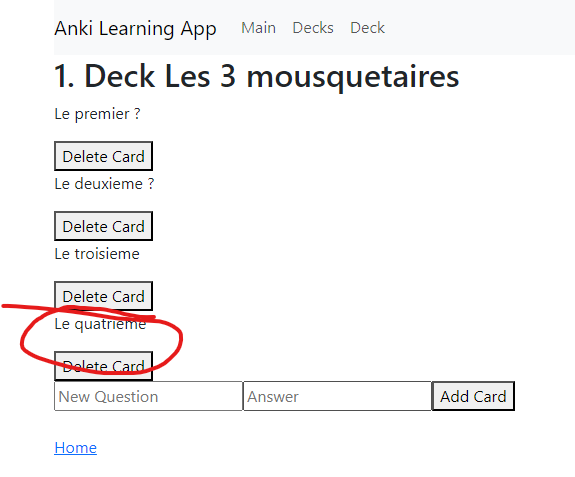 Anki Learning App Main Decks Deck
1. Deck Les 3 mousquetaires
Le premier ?
Delete Card
Le deuxieme ?
Delete Card
Le troisieme
Delete Card
Le quatrieme
Delete Card
New Question Answer Add Card
Home